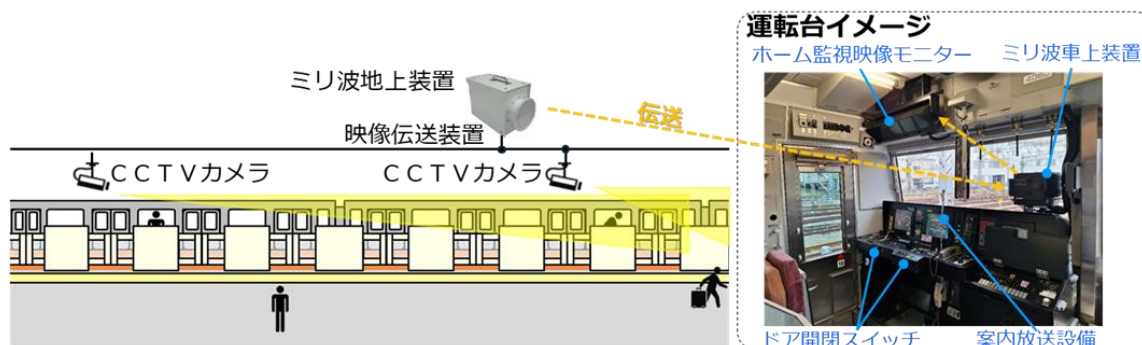 運転台イメージ
ホーム監視映像モニター
ミリ波車上装置
ミリ波地上装置
伝送
映像伝送装置
CCTVカメラ
CCTVカメラ
ドア開閉スイッチ
案内放送設備